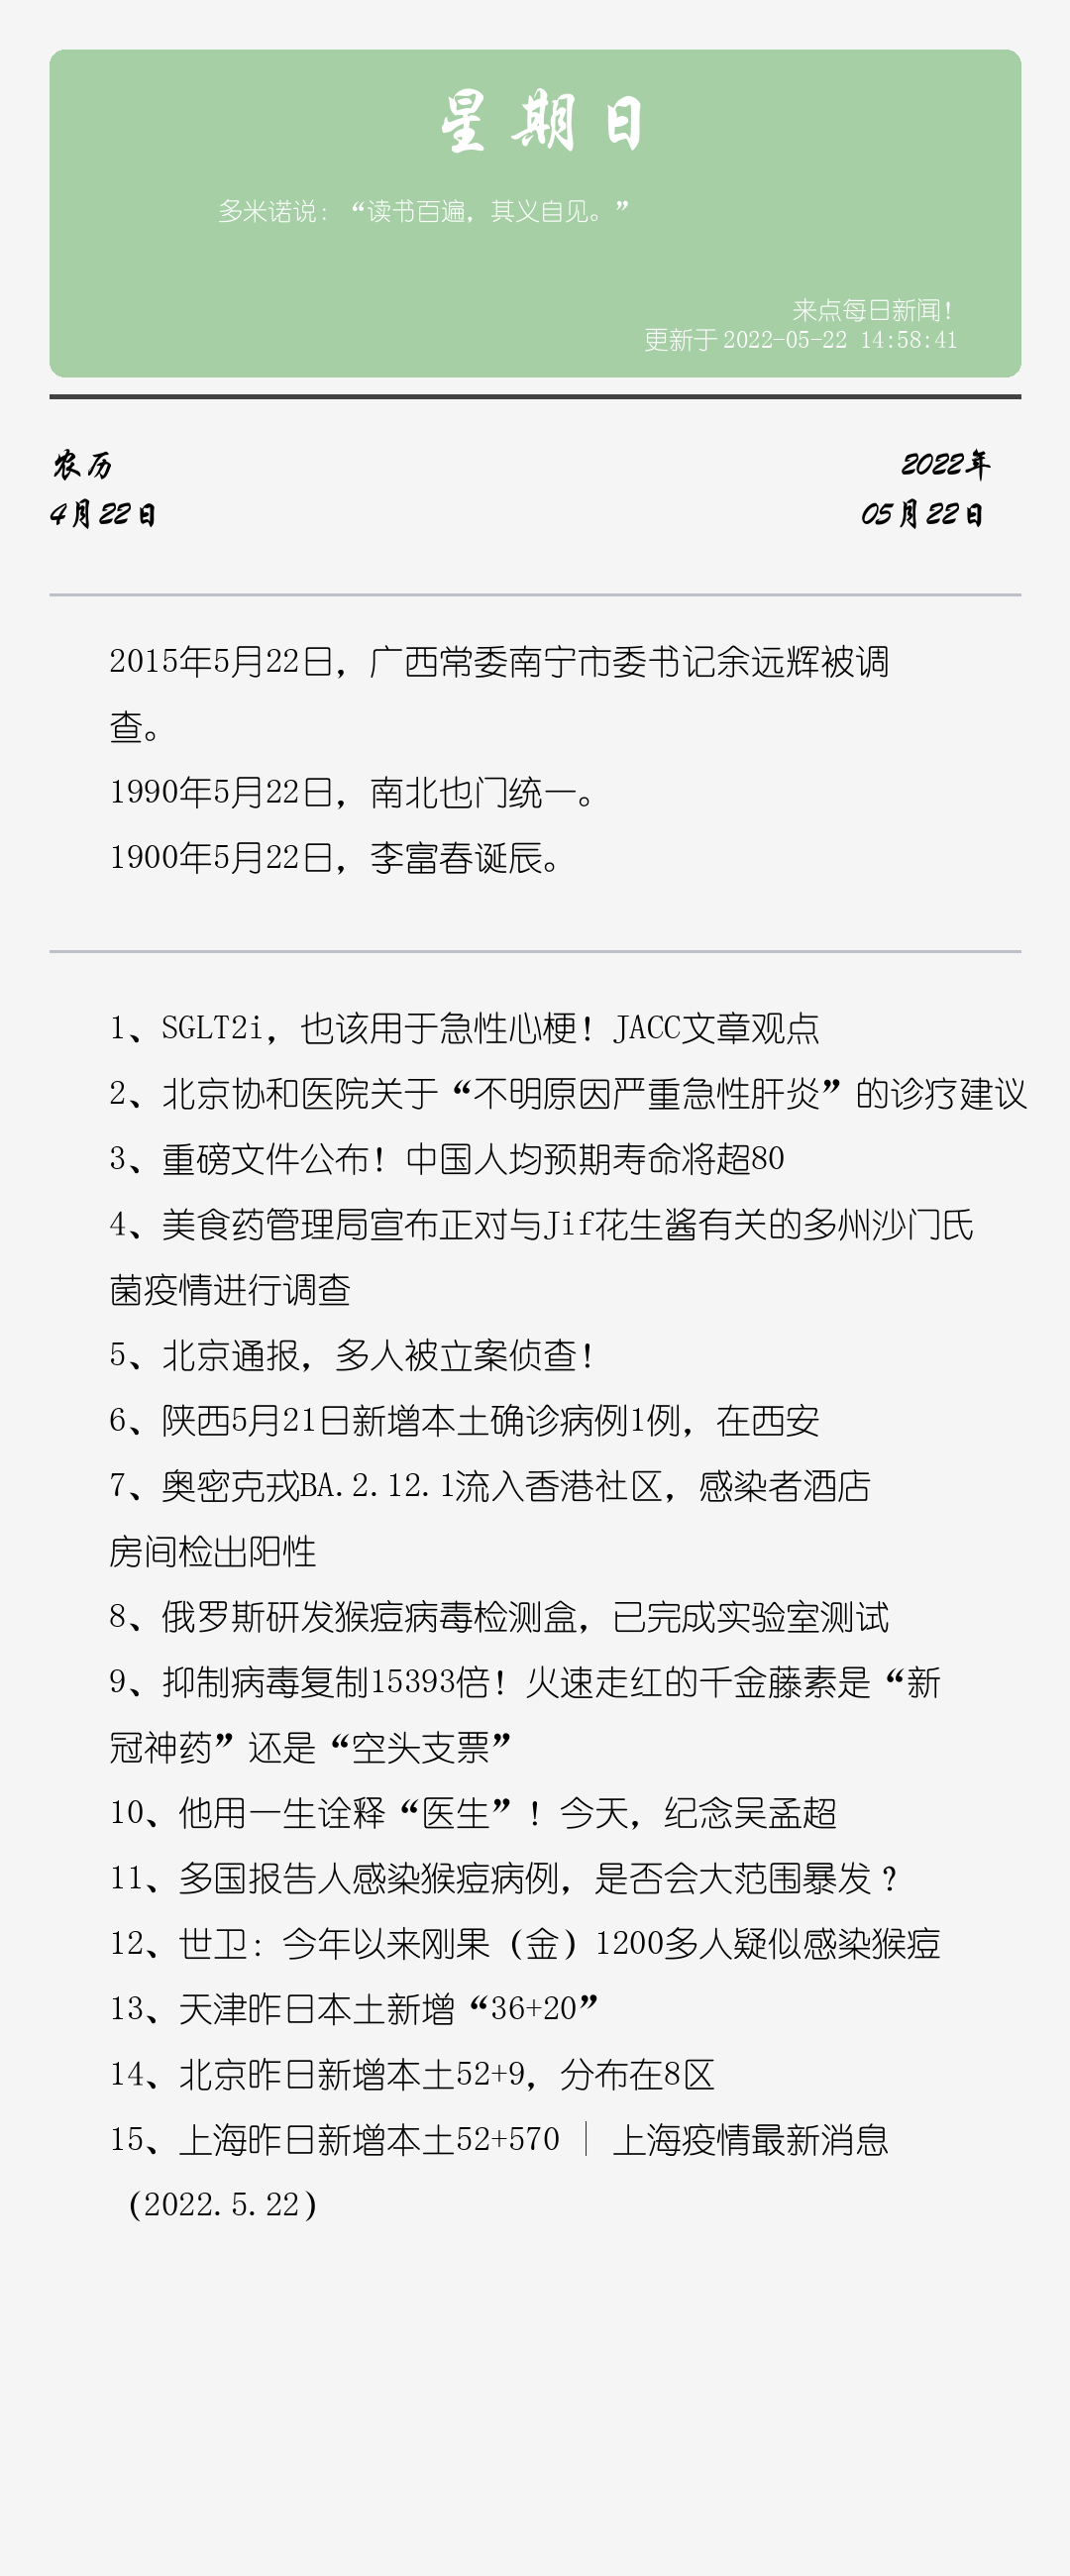 星期日
多米诺说：“读书百遍，其义自见。”
来点每日新闻！
更新于 2022-05-22 14:58:41
农历
2022年
4月22日
05月22日
2015年5月22日，广西常委南宁市委书记余远辉被调
查。
1990年5月22日，南北也门统一。
1900年5月22日，李富春诞辰。
1、SGLT2i，也该用于急性心梗！JACC文章观点
2、北京协和医院关于“不明原因严重急性肝炎”的诊疗建议
3、重磅文件公布！中国人均预期寿命将超80
4、美食药管理局宣布正对与Jif花生酱有关的多州沙门氏
菌疫情进行调查
5、北京通报，多人被立案侦查！
6、陕西5月21日新增本土确诊病例1例，在西安
7、奥密克戎BA.2.12.1流入香港社区，感染者酒店
房间检出阳性
8、俄罗斯研发猴痘病毒检测盒，已完成实验室测试
9、抑制病毒复制15393倍！火速走红的千金藤素是“新
冠神药”还是“空头支票”
10、他用一生诠释“医生”！今天，纪念吴孟超
11、多国报告人感染猴痘病例，是否会大范围暴发？
12、世卫：今年以来刚果（金）1200多人疑似感染猴痘
13、天津昨日本土新增“36+20”
14、北京昨日新增本土52+9，分布在8区
15、上海昨日新增本土52+570 │ 上海疫情最新消息
（2022.5.22）